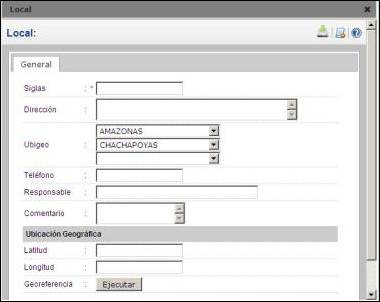 Local
Local:
General
Siglas : *
Dirección :
AMAZONAS
Ubigeo : CHACHAPOYAS
Teléfono :
Responsable :
Comentario :
Ubicación Geográfica
Latitud :
Longitud :
Georeferencia : Ejecutar